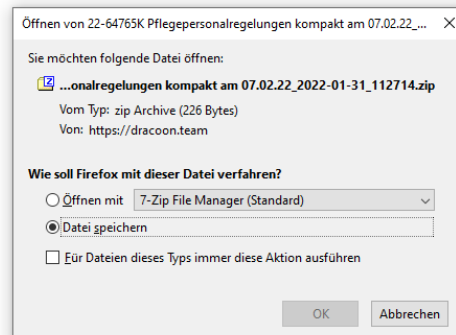 Öffnen von 22-64765K Pflegepersonalregelungen kompakt am 07.02.22_...
Sie möchten folgende Datei öffnen:
...onalregelungen kompakt am 07.02.22_2022-01-31_112714.zip
Vom Typ: zip Archive (226 Bytes)
Von: https://dracoon.team
Wie soll Firefox mit dieser Datei verfahren?
Öffnen mit 7-Zip File Manager (Standard)
Datei speichern
Für Dateien dieses Typs immer diese Aktion ausführen
OK Abbrechen